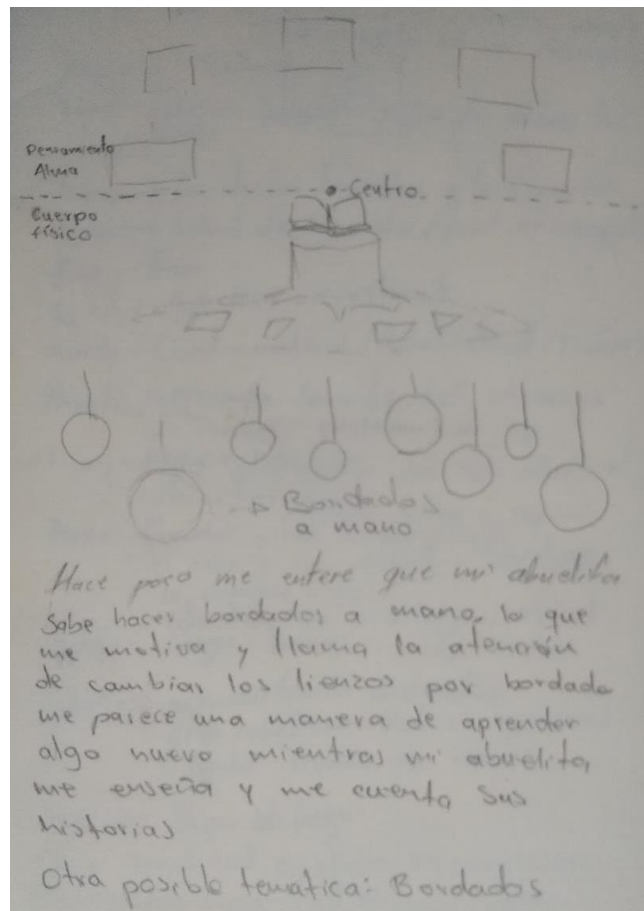 Pensamiento
Alma
Centro
Cuerpo
físico
Bordados
a mano
Hace poco me entere que mi abuelita
sabe hacer bordados a mano, lo que
me motiva y llama la atención
de cambiar los lienzos por bordado
me parece una manera de aprender
algo nuevo mientras mi abuelita
me enseña y me cuenta sus
historias
Otra posible temática: Bordados